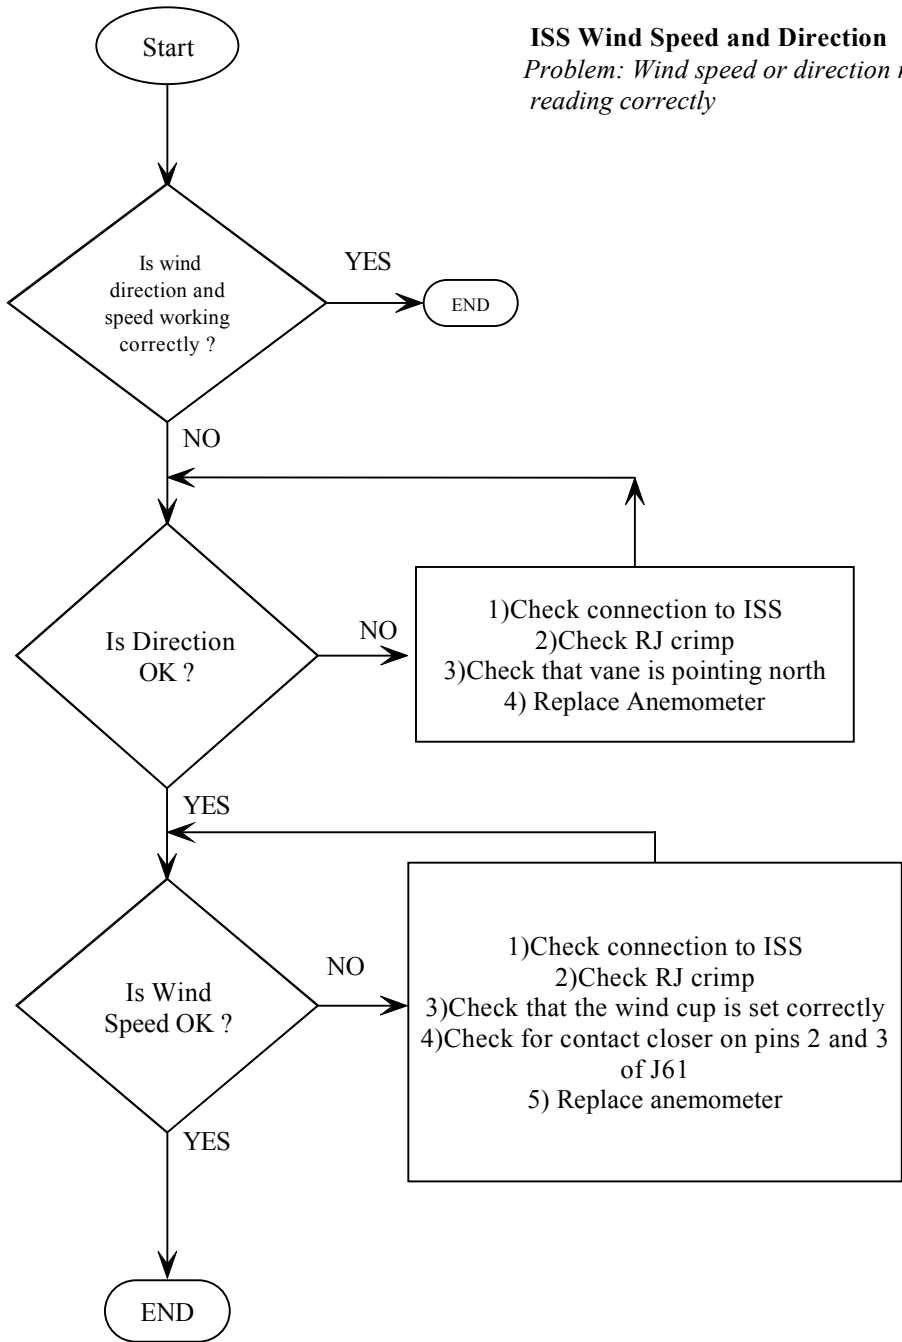 Start
ISS Wind Speed and Direction
Problem: Wind speed or direction
reading correctly
Is wind
direction and
speed working
correctly ?
YES
END
NO
Is Direction
OK ?
NO
1)Check connection to ISS
2)Check RJ crimp
3)Check that vane is pointing north
4) Replace Anemometer
YES
Is Wind
Speed OK ?
NO
1)Check connection to ISS
2)Check RJ crimp
3)Check that the wind cup is set correctly
4)Check for contact closer on pins 2 and 3
of J61
5) Replace anemometer
YES
END